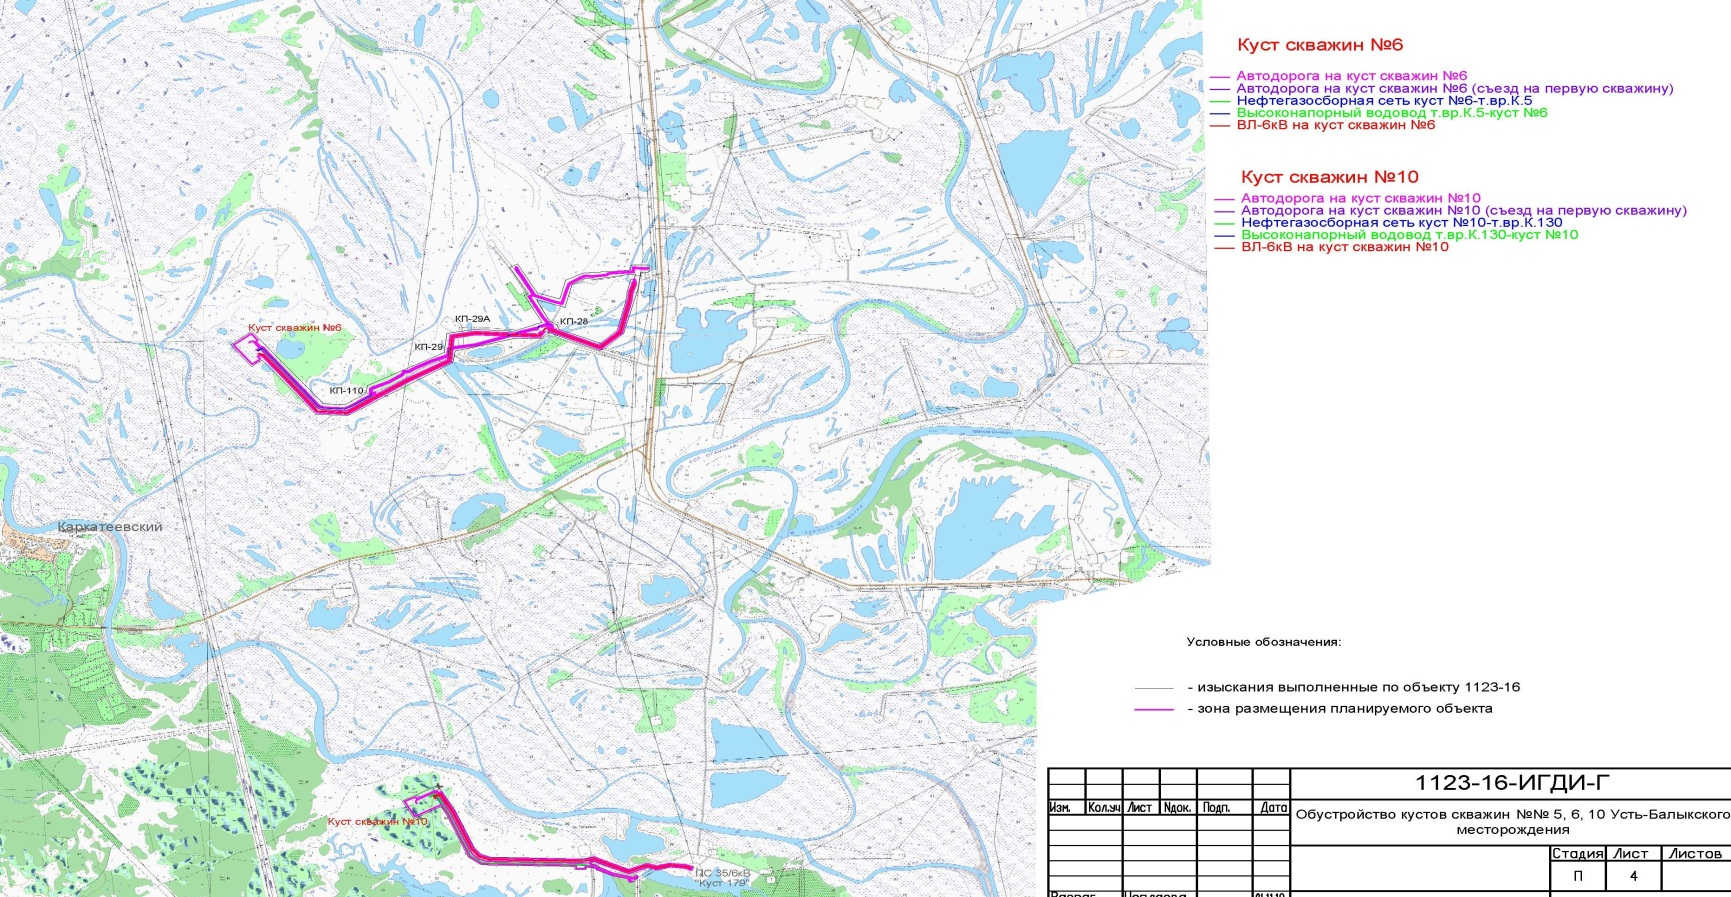 Куст скважин №6
Автодорога на куст скважин №6
Автодорога на куст скважин №6 (съезд на первую скважину)
Нефтегазосборная сеть куст №6-т.вр.К.5
Высоконапорный водовод т.вр.К.5-куст №6
ВЛ-6кВ на куст скважин №6
Куст скважин №10
Автодорога на куст скважин №10
Автодорога на куст скважин №10 (съезд на первую скважину)
Нефтегазосборная сеть куст №10-т.вр.К.130
Высоконапорный водовод т.вр.К.130-куст №10
ВЛ-6кВ на куст скважин №10
КП-29А
КП-28
Куст скважин №6
КП-29
КП-110
Каркатеевский
Куст скважин №10
ПС 35/6кВ
"Куст 179"
Условные обозначения:
- изыскания выполненные по объекту 1123-16
- зона размещения планируемого объекта
1123-16-ИГДИ-Г
Изм. Кол.уч Лист №док. Подп. Дата
Обустройство кустов скважин №№ 5, 6, 10 Усть-Балыкского
месторождения
Стадия Лист Листов
П 4